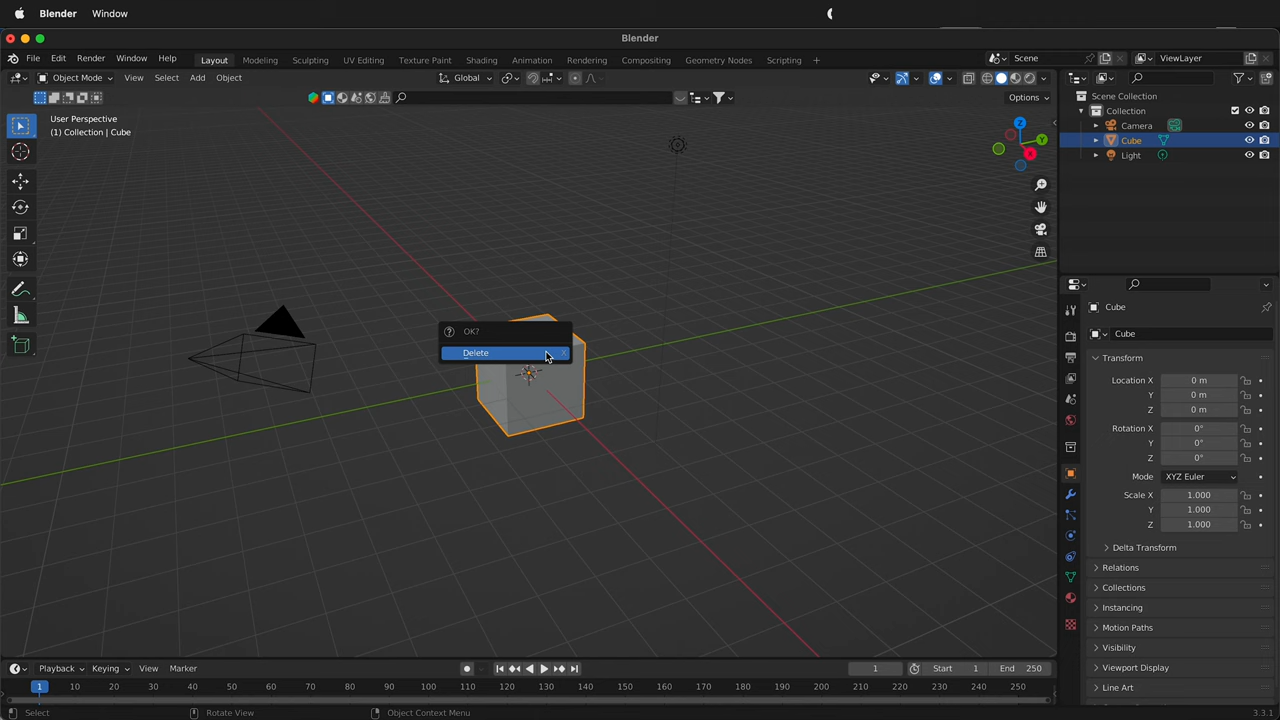 Blender Window
Blender
File Edit Render Window Help Layout Modeling Sculpting UV Editing Texture Paint Shading Animation Rendering Compositing Geometry Nodes Scripting + Scene ViewLayer
Object Mode View Select Add Object Global
Options
User Perspective
(1) Collection | Cube
Z
Y
X
OK?
Delete X
Scene Collection
Collection
Camera
Cube
Light
Cube
Cube
Transform
Location X 0 m
Y 0 m
Z 0 m
Rotation X 0°
Y 0°
Z 0°
Mode XYZ Euler
Scale X 1.000
Y 1.000
Z 1.000
Delta Transform
Relations
Collections
Instancing
Motion Paths
Visibility
Viewport Display
Line Art
Playback Keying View Marker 1 Start 1 End 250
1 10 20 30 40 50 60 70 80 90 100 110 120 130 140 150 160 170 180 190 200 210 220 230 240 250
Select Rotate View Object Context Menu 3.3.1